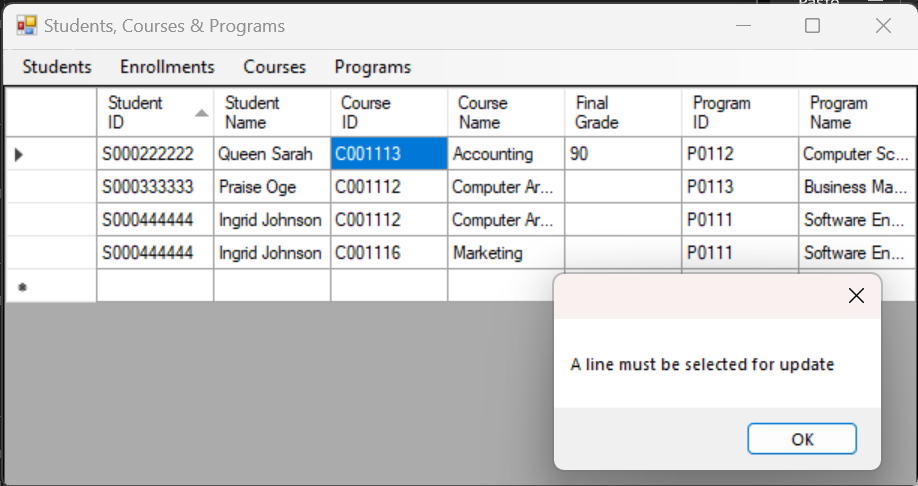 Students, Courses & Programs
Students Enrollments Courses Programs
Student ID Student Name Course ID Course Name Final Grade Program ID Program Name
S000222222 Queen Sarah C001113 Accounting 90 P0112 Computer Sc...
S000333333 Praise Oge C001112 Computer Ar... P0113 Business Ma...
S000444444 Ingrid Johnson C001112 Computer Ar... P0111 Software En...
S000444444 Ingrid Johnson C001116 Marketing P0111 Software En...
A line must be selected for update
OK